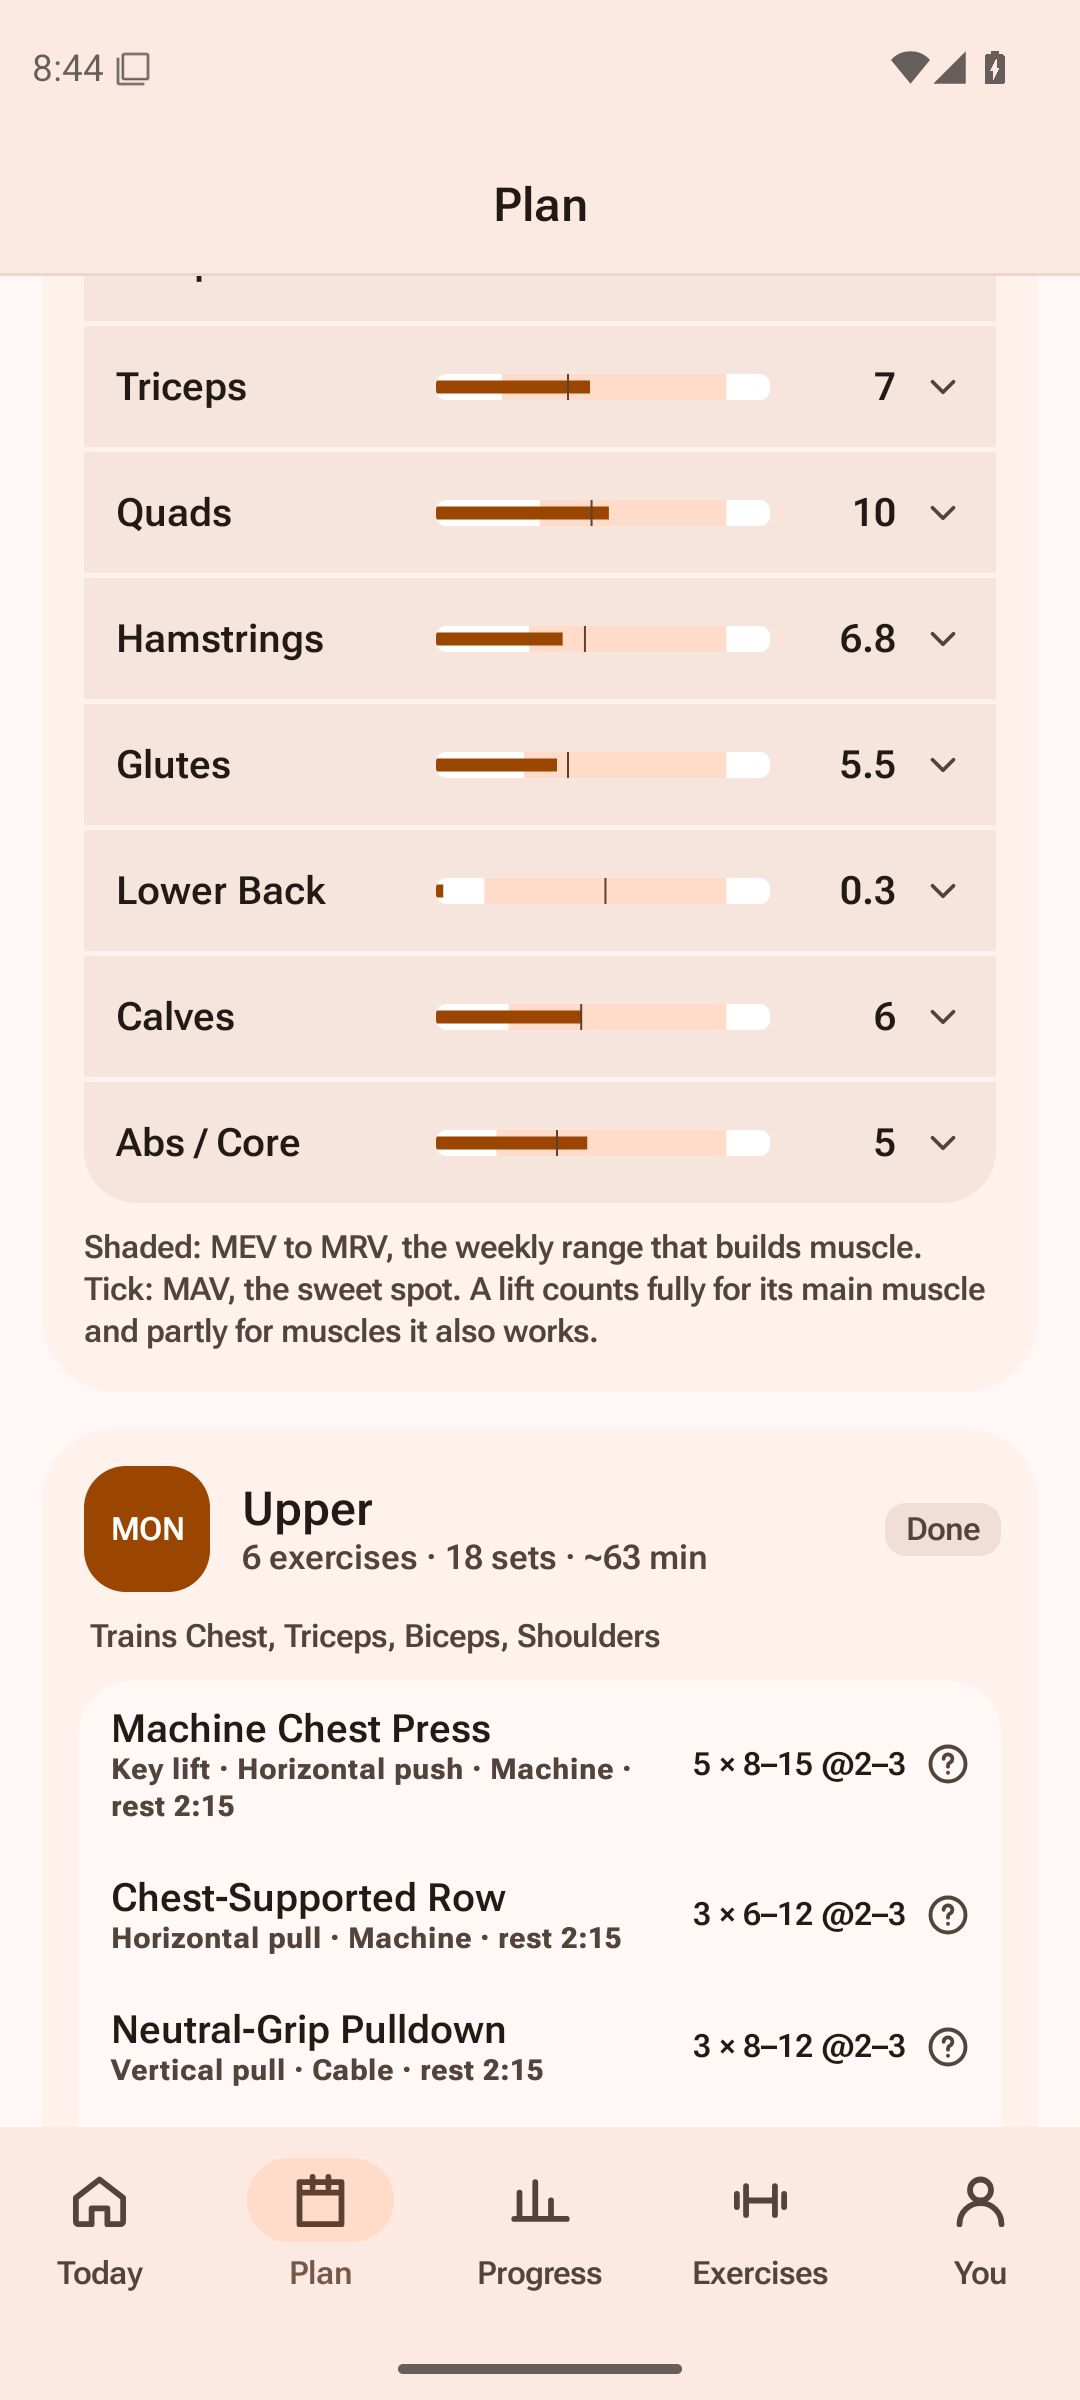 8:44
Plan
Triceps 7
Quads 10
Hamstrings 6.8
Glutes 5.5
Lower Back 0.3
Calves 6
Abs / Core 5
Shaded: MEV to MRV, the weekly range that builds muscle.
Tick: MAV, the sweet spot. A lift counts fully for its main muscle
and partly for muscles it also works.
MON
Upper
6 exercises · 18 sets · ~63 min
Done
Trains Chest, Triceps, Biceps, Shoulders
Machine Chest Press
Key lift · Horizontal push · Machine ·
rest 2:15
5 × 8–15 @2–3
Chest-Supported Row
Horizontal pull · Machine · rest 2:15
3 × 6–12 @2–3
Neutral-Grip Pulldown
Vertical pull · Cable · rest 2:15
3 × 8–12 @2–3
Today
Plan
Progress
Exercises
You